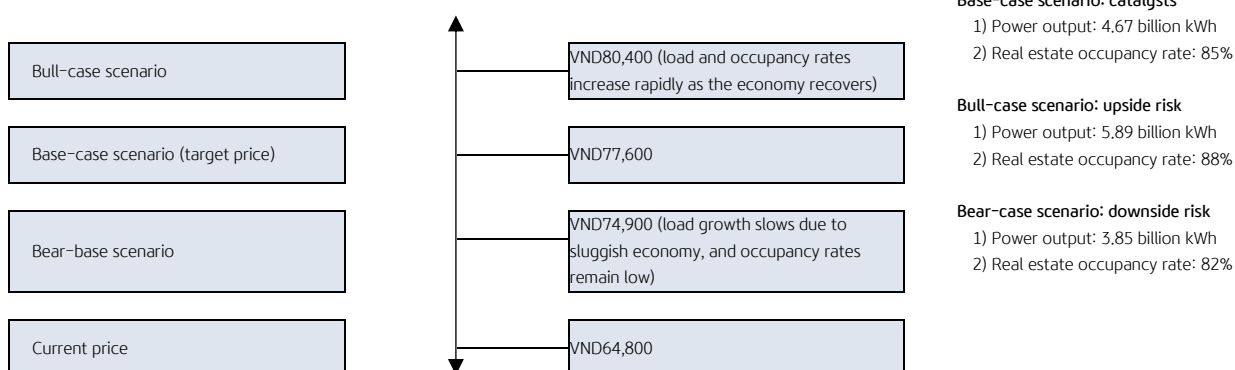 Bull-case scenario
VND80,400 (load and occupancy rates
increase rapidly as the economy recovers)
Base-case scenario (target price)
VND77,600
Bear-base scenario
VND74,900 (load growth slows due to
sluggish economy, and occupancy rates
remain low)
Current price
VND64,800
Base-case scenario: catalysts
1) Power output: 4.67 billion kWh
2) Real estate occupancy rate: 85%
Bull-case scenario: upside risk
1) Power output: 5.89 billion kWh
2) Real estate occupancy rate: 88%
Bear-case scenario: downside risk
1) Power output: 3.85 billion kWh
2) Real estate occupancy rate: 82%